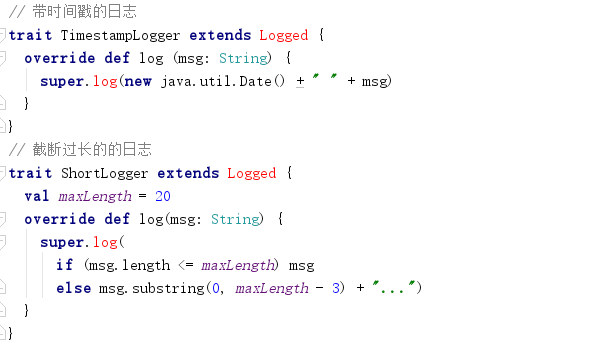 // 带时间戳的日志
trait TimestampLogger extends Logged {
  override def log (msg: String) {
    super.log(new java.util.Date() + " " + msg)
  }
}
// 截断过长的的日志
trait ShortLogger extends Logged {
  val maxLength = 20
  override def log(msg: String) {
    super.log(
      if (msg.length <= maxLength) msg
      else msg.substring(0, maxLength - 3) + "...")
  }
}